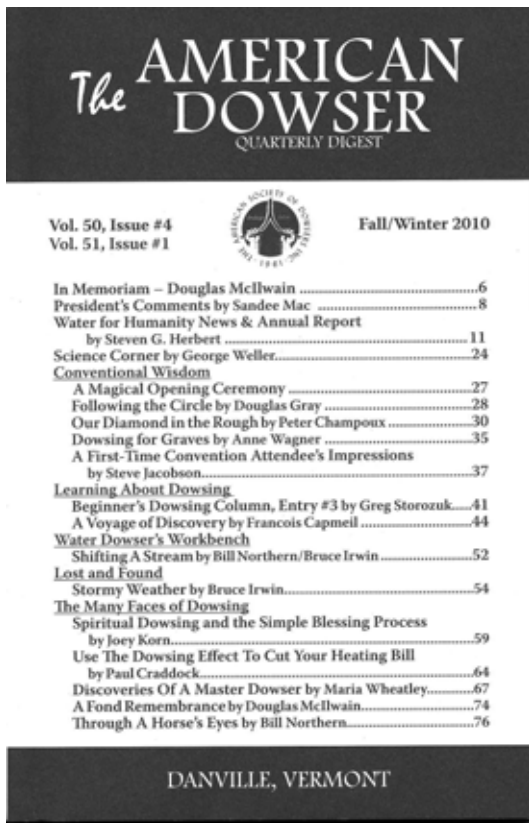 The AMERICAN
DOWSER
QUARTERLY DIGEST
Vol. 50, Issue #4
Vol. 51, Issue #1
THE AMERICAN SOCIETY OF DOWSERS INC. · 1961 ·
Fall/Winter 2010
In Memoriam – Douglas McIlwain ..........6
President's Comments by Sandee Mac ..........8
Water for Humanity News & Annual Report
by Steven G. Herbert ..........11
Science Corner by George Weller..........24
Conventional Wisdom
A Magical Opening Ceremony ..........27
Following the Circle by Douglas Gray ..........28
Our Diamond in the Rough by Peter Champoux ..........30
Dowsing for Graves by Anne Wagner ..........35
A First-Time Convention Attendee's Impressions
by Steve Jacobson..........37
Learning About Dowsing
Beginner's Dowsing Column, Entry #3 by Greg Storozuk.....41
A Voyage of Discovery by Francois Capmeil ..........44
Water Dowser's Workbench
Shifting A Stream by Bill Northern/Bruce Irwin ..........52
Lost and Found
Stormy Weather by Bruce Irwin..........54
The Many Faces of Dowsing
Spiritual Dowsing and the Simple Blessing Process
by Joey Korn..........59
Use The Dowsing Effect To Cut Your Heating Bill
by Paul Craddock..........64
Discoveries Of A Master Dowser by Maria Wheatley..........67
A Fond Remembrance by Douglas McIlwain..........74
Through A Horse's Eyes by Bill Northern..........76
DANVILLE, VERMONT